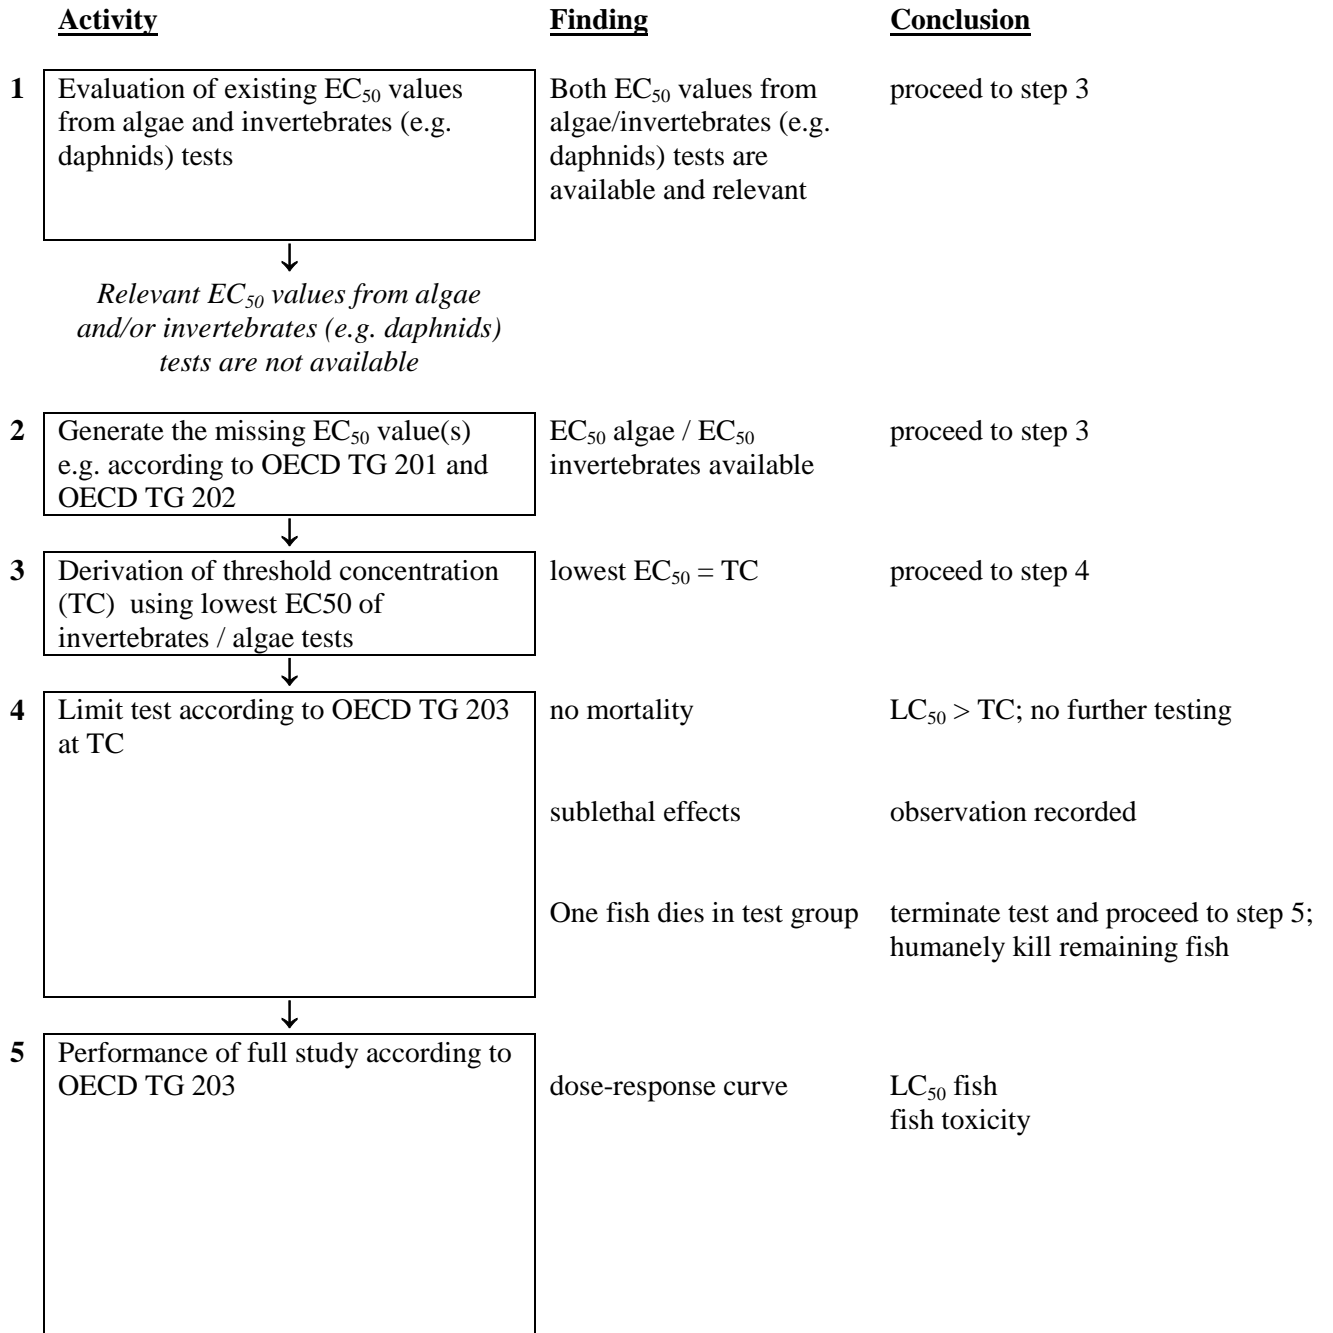 Activity Finding Conclusion
1 Evaluation of existing EC50 values Both EC50 values from proceed to step 3
from algae and invertebrates (e.g. algae/invertebrates (e.g.
daphnids) tests daphnids) tests are
available and relevant
↓
Relevant EC50 values from algae
and/or invertebrates (e.g. daphnids)
tests are not available
2 Generate the missing EC50 value(s) EC50 algae / EC50 proceed to step 3
e.g. according to OECD TG 201 and invertebrates available
OECD TG 202
↓
3 Derivation of threshold concentration lowest EC50 = TC proceed to step 4
(TC) using lowest EC50 of
invertebrates / algae tests
↓
4 Limit test according to OECD TG 203 no mortality LC50 > TC; no further testing
at TC
sublethal effects observation recorded
One fish dies in test group terminate test and proceed to step 5;
humanely kill remaining fish
↓
5 Performance of full study according to
OECD TG 203 dose-response curve LC50 fish
fish toxicity